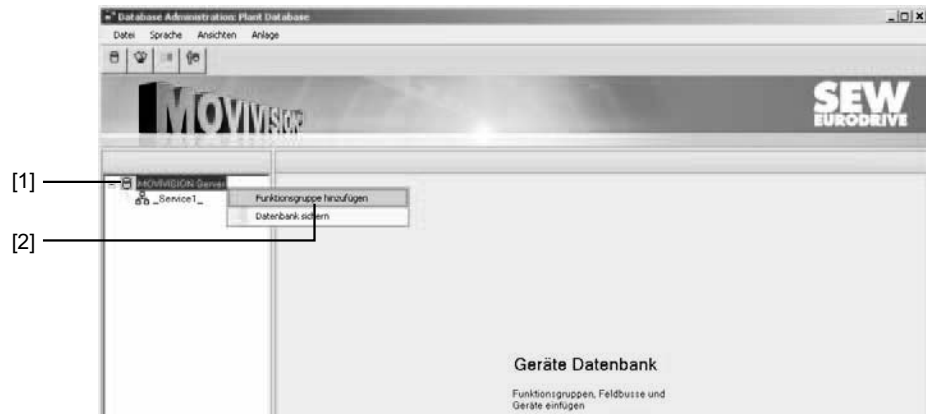 Database Administration: Plant Database
Datei Sprache Ansichten Anlage
MOVIVISION®
SEW
EURODRIVE
[1]
MOVIVISION Server
_Service1_
Funktionsgruppe hinzufügen
Datenbank sichern
[2]
Geräte Datenbank
Funktionsgruppen, Feldbusse und
Geräte einfügen